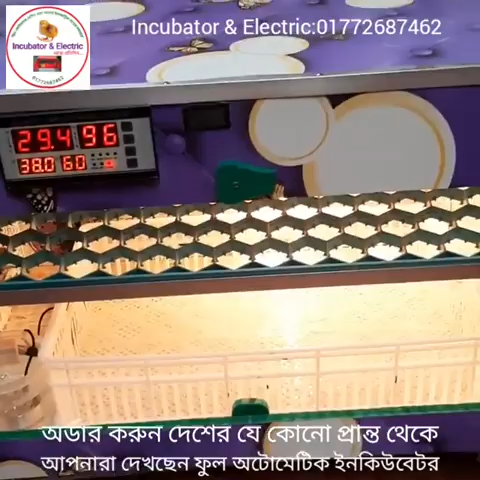 Incubator & Electric:01772687462
Incubator & Electric
01772687462
29.4 96
38.0 60
অডার করুন দেশের যে কোনো প্রান্ত থেকে
আপনারা দেখছেন ফুল অটোমেটিক ইনকিউবেটর